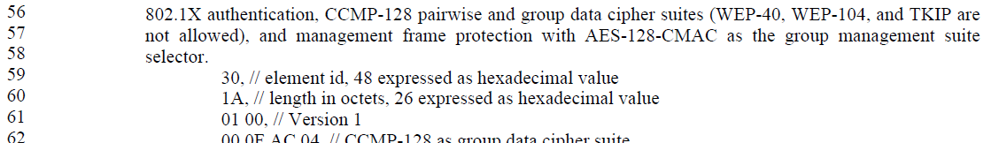 56 802.1X authentication, CCMP-128 pairwise and group data cipher suites (WEP-40, WEP-104, and TKIP are
57 not allowed), and management frame protection with AES-128-CMAC as the group management suite
58 selector.
59 30, // element id, 48 expressed as hexadecimal value
60 1A, // length in octets, 26 expressed as hexadecimal value
61 01 00, // Version 1
62 00 0F AC 04, // CCMP-128 as group data cipher suite